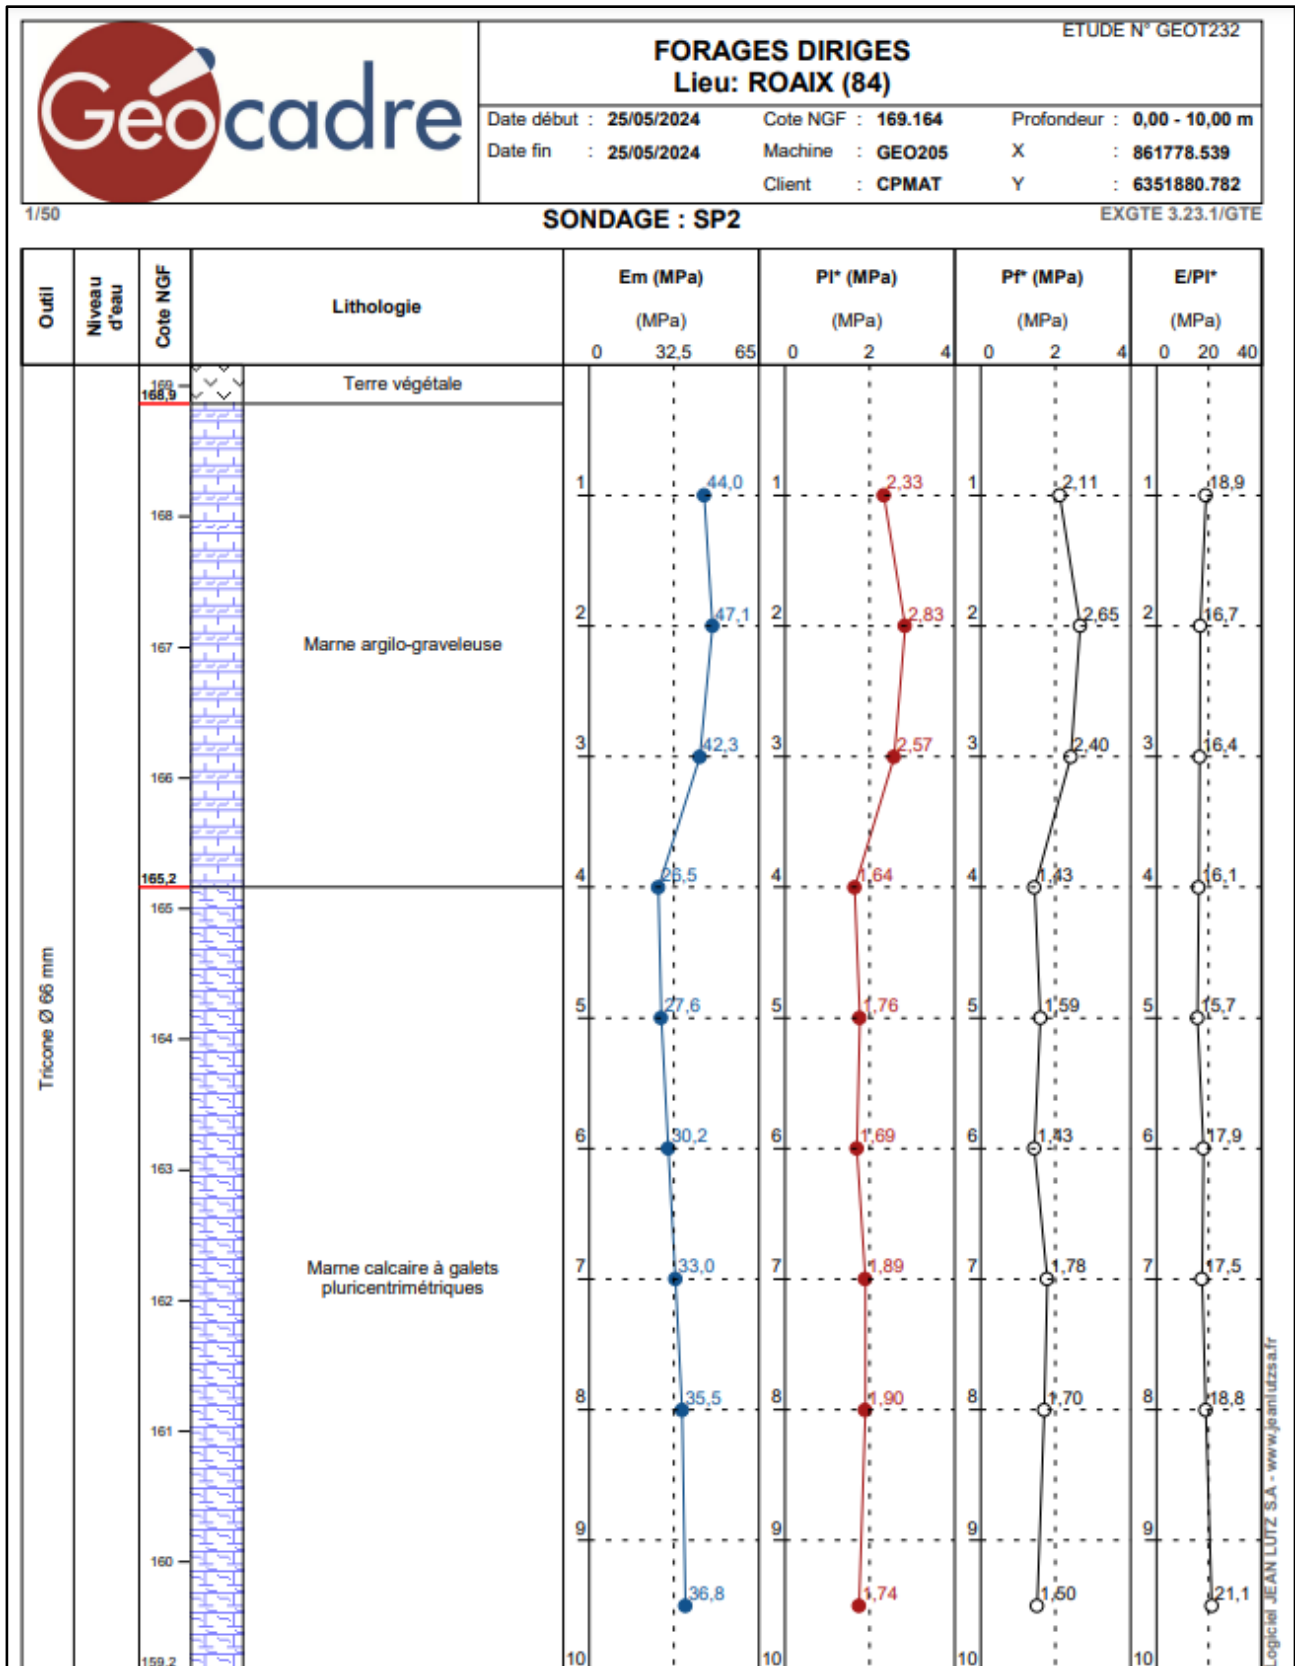 Géocadre
ETUDE N° GEOT232
FORAGES DIRIGES
Lieu: ROAIX (84)
Date début : 25/05/2024 Cote NGF : 169.164 Profondeur : 0,00 - 10,00 m
Date fin : 25/05/2024 Machine : GEO205 X : 861778.539
Client : CPMAT Y : 6351880.782
1/50
SONDAGE : SP2
EXGTE 3.23.1/GTE
Outil
Niveau d'eau
Cote NGF
Lithologie
Em (MPa) Pl* (MPa) Pf* (MPa) E/Pl*
(MPa) (MPa) (MPa) (MPa)
0 32,5 65 0 2 4 0 2 4 0 20 40
169 Terre végétale
168,9
1 44,0 1 2,33 1 2,11 1 18,9
168
2 47,1 2 2,83 2 2,65 2 16,7
167 Marne argilo-graveleuse
3 42,3 3 2,57 3 2,40 3 16,4
166
165,2 4 26,5 4 1,64 4 1,43 4 16,1
165
Tricone Ø 66 mm
5 27,6 5 1,76 5 1,59 5 15,7
164
6 30,2 6 1,69 6 1,43 6 17,9
163
Marne calcaire à galets
pluricentrimétriques
7 33,0 7 1,89 7 1,78 7 17,5
162
8 35,5 8 1,90 8 1,70 8 18,8
161
9 9 9 9
160
36,8 1,74 1,50 21,1
159,2 10 10 10 10
Logiciel JEAN LUTZ S.A - www.jeanlutzsa.fr